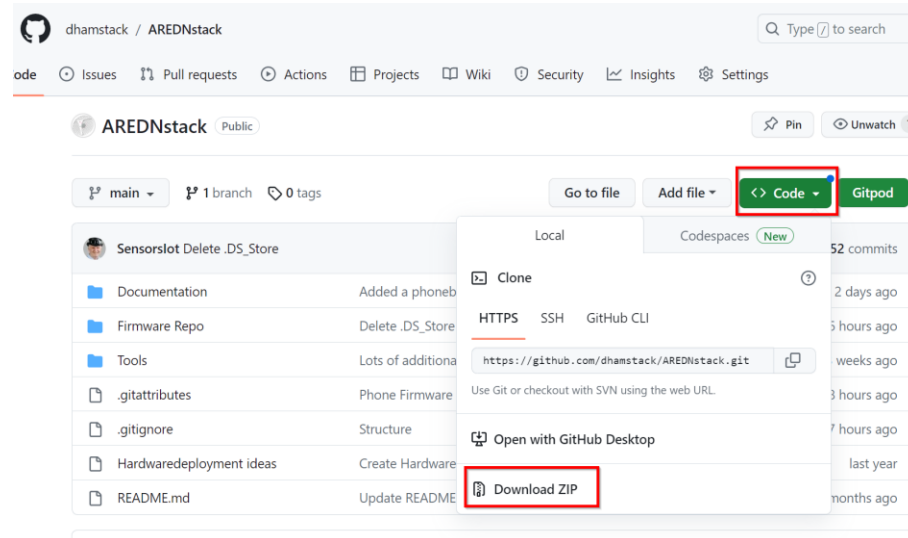 dhamstack / AREDNstack
Type / to search
ode Issues Pull requests Actions Projects Wiki Security Insights Settings
AREDNstack Public
Pin Unwatch
main 1 branch 0 tags Go to file Add file <> Code Gitpod
Sensorslot Delete .DS_Store
52 commits
Local Codespaces New
Clone
HTTPS SSH GitHub CLI
https://github.com/dhamstack/AREDNstack.git
Use Git or checkout with SVN using the web URL.
Open with GitHub Desktop
Download ZIP
Documentation Added a phoneb 2 days ago
Firmware Repo Delete .DS_Store hours ago
Tools Lots of additiona weeks ago
.gitattributes Phone Firmware hours ago
.gitignore Structure hours ago
Hardwaredeployment ideas Create Hardware last year
README.md Update README months ago